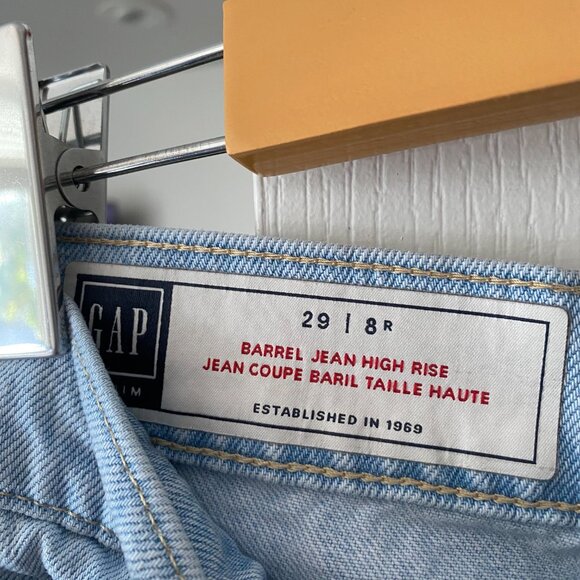 GAP
29 | 8R
BARREL JEAN HIGH RISE
JEAN COUPE BARIL TAILLE HAUTE
ESTABLISHED IN 1969